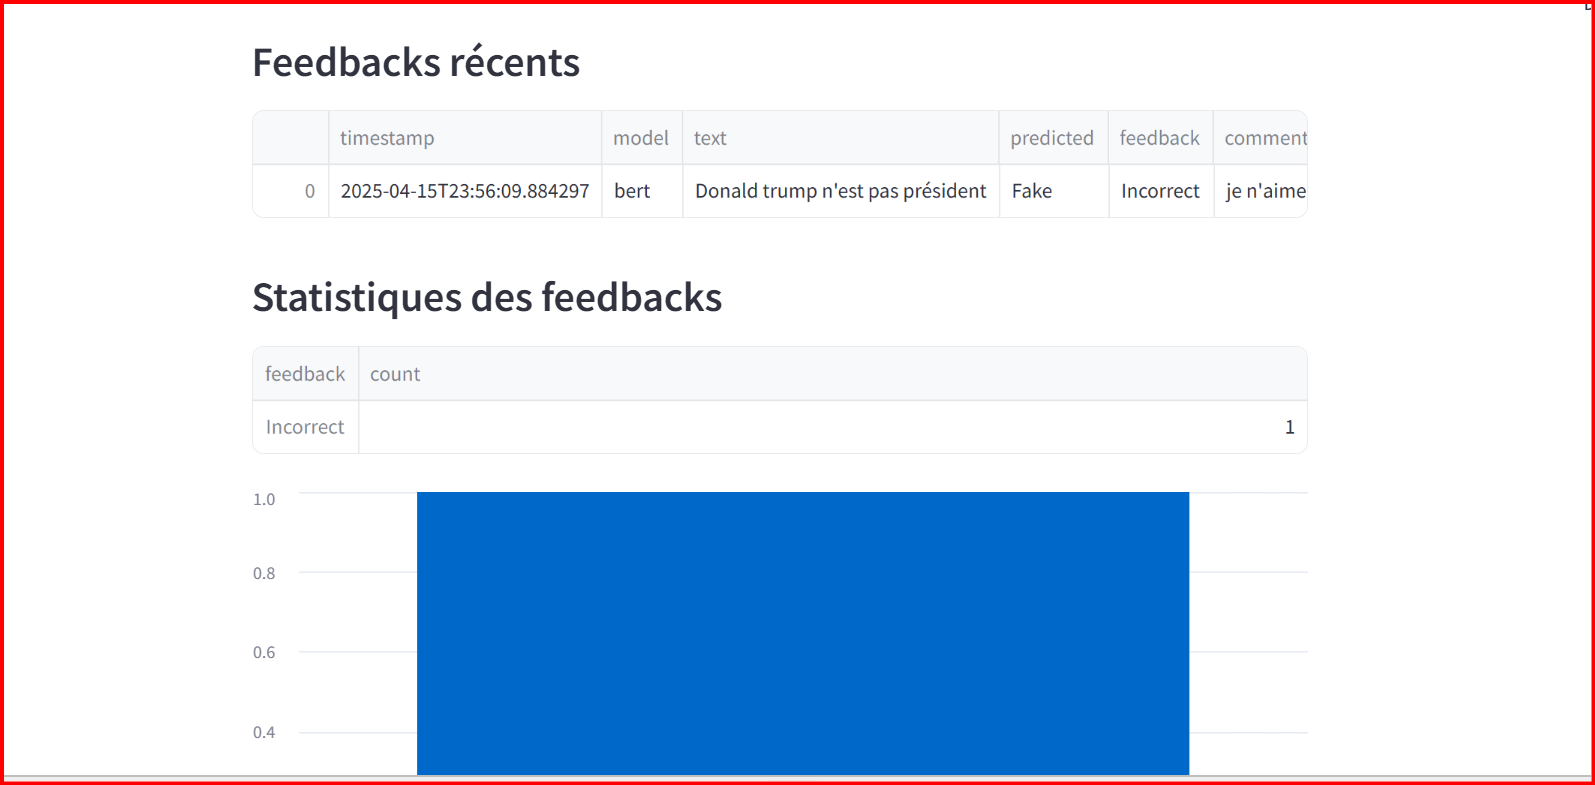 Feedbacks récents
timestamp model text predicted feedback comment
0 2025-04-15T23:56:09.884297 bert Donald trump n'est pas président Fake Incorrect je n'aime
Statistiques des feedbacks
feedback count
Incorrect 1
1.0
0.8
0.6
0.4